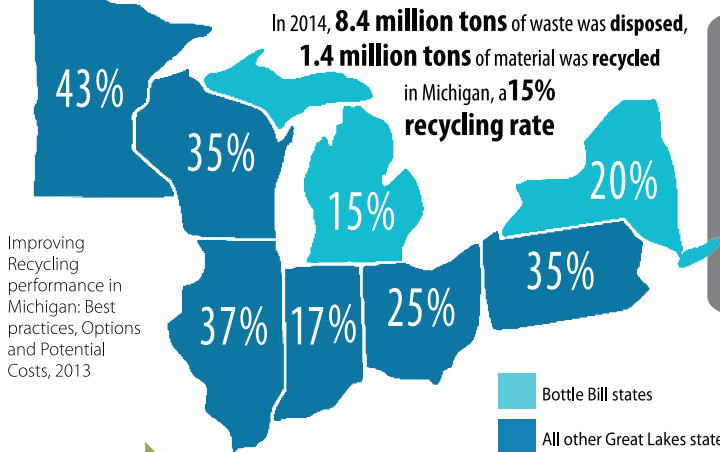 In 2014, 8.4 million tons of waste was disposed,
1.4 million tons of material was recycled
in Michigan, a 15%
recycling rate
43%
35%
15%
20%
35%
37%
17%
25%
Improving
Recycling
performance in
Michigan: Best
practices, Options
and Potential
Costs, 2013
Bottle Bill states
All other Great Lakes state